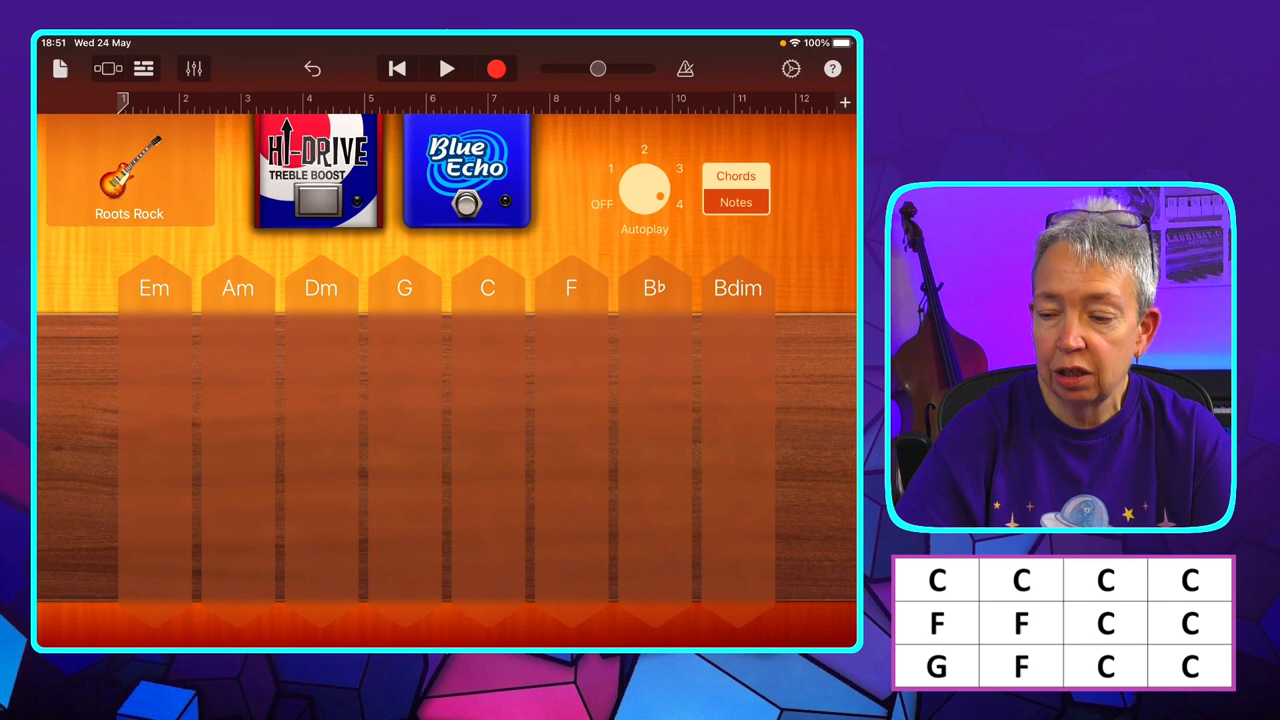 18:51 Wed 24 May
100%
?
1 2 3 4 5 6 7 8 9 10 11 12 +
HI-DRIVE
TREBLE BOOST
Blue
Echo
Roots Rock
OFF 1 2 3 4
Autoplay
Chords
Notes
Em Am Dm G C F B♭ Bdim
C C C C
F F C C
G F C C